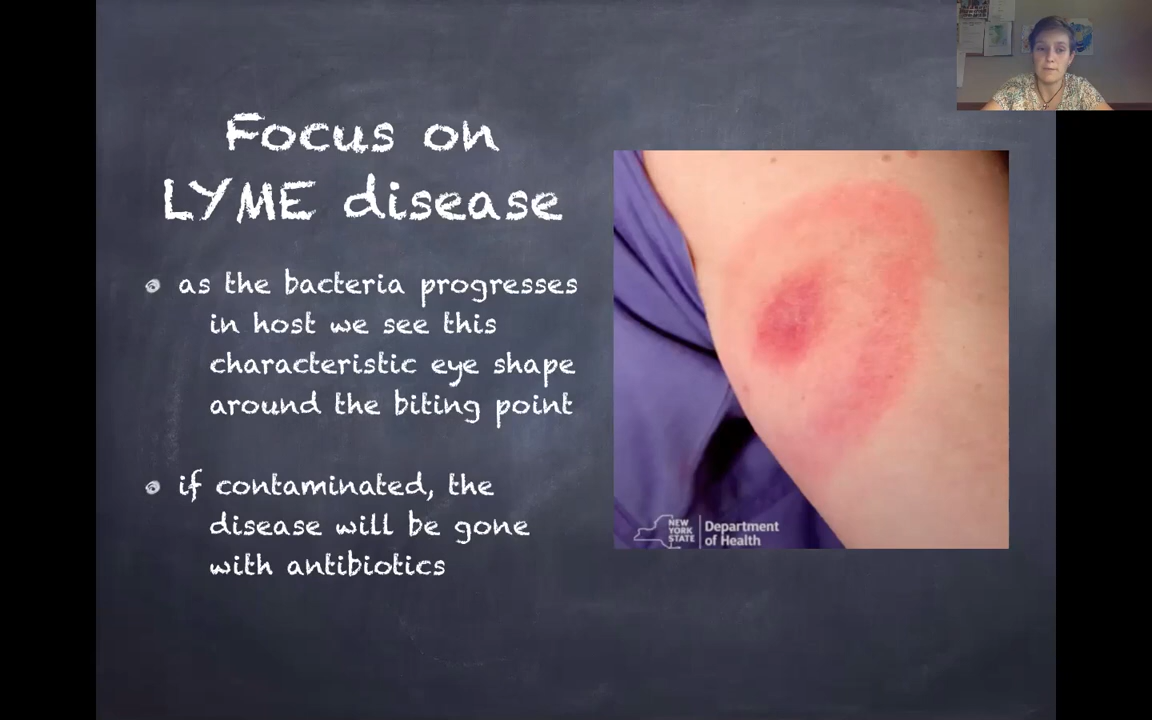 Focus on
LYME disease
as the bacteria progresses
in host we see this
characteristic eye shape
around the biting point
if contaminated, the
disease will be gone
with antibiotics
NEW
YORK
STATE
Department
of Health